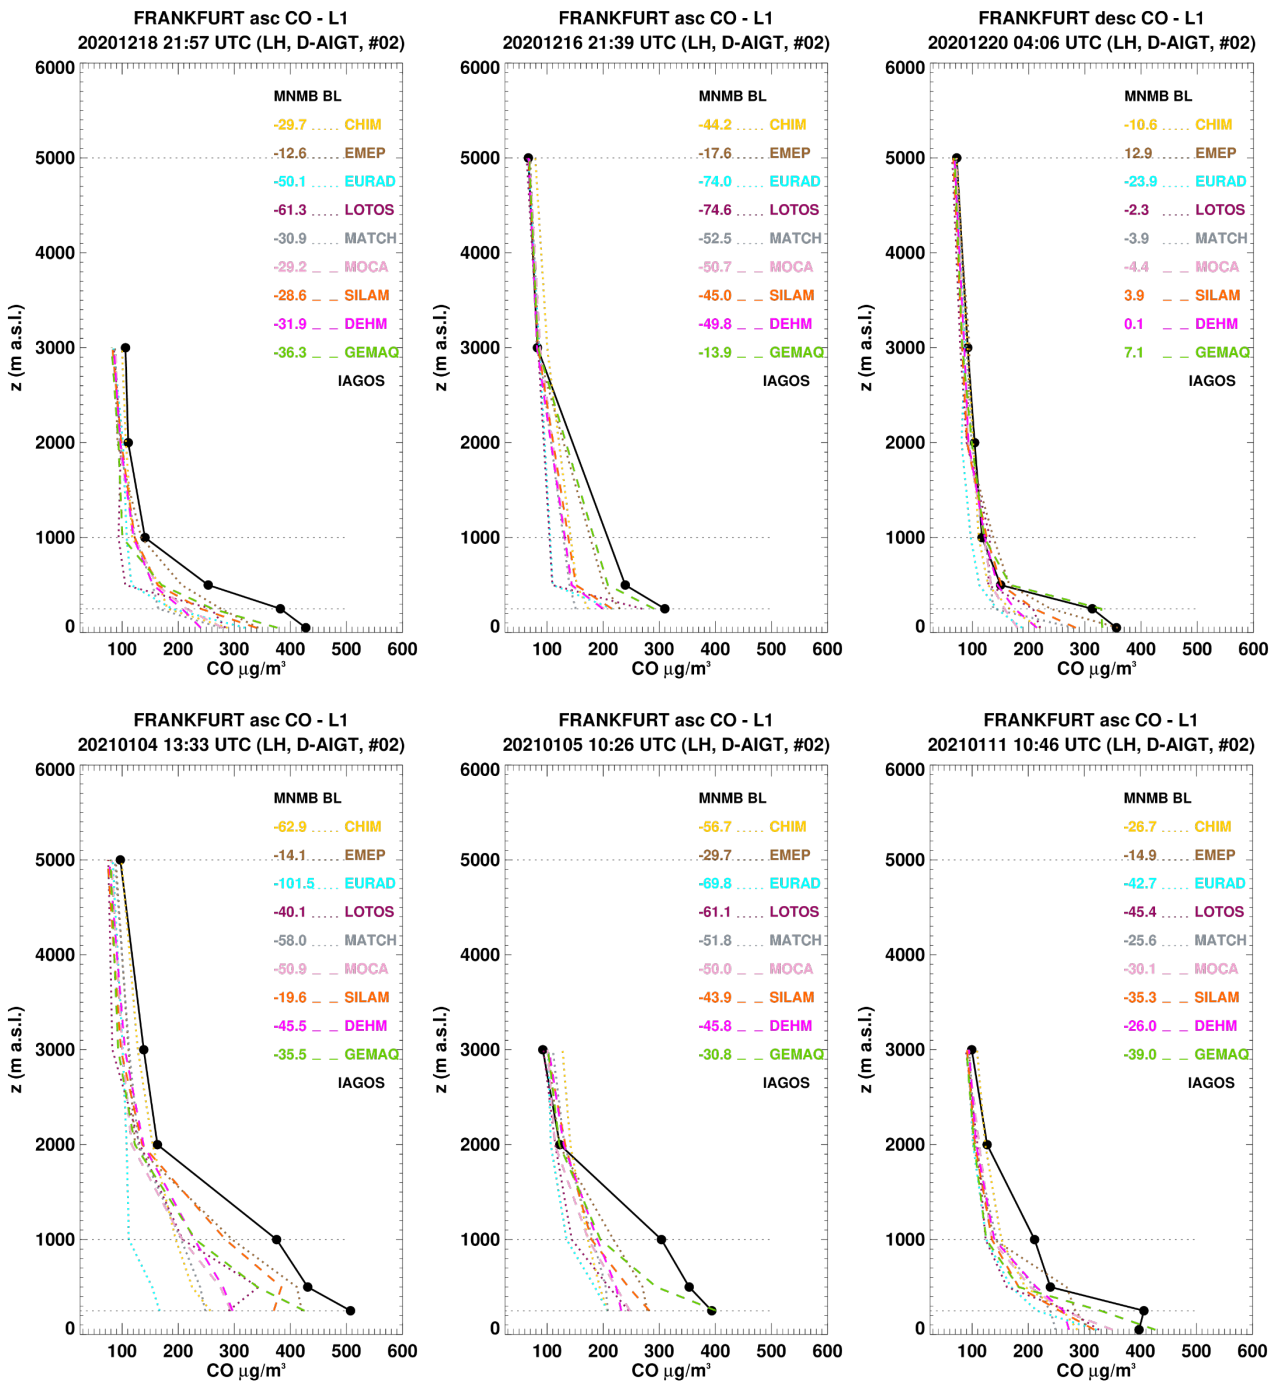 FRANKFURT asc CO - L1
20201218 21:57 UTC (LH, D-AIGT, #02)
6000
5000
4000
3000
2000
1000
0
z (m a.s.l.)
MNMB BL
-29.7 ..... CHIM
-12.6 ..... EMEP
-50.1 ..... EURAD
-61.3 ..... LOTOS
-30.9 ..... MATCH
-29.2 _ _ MOCA
-28.6 _ _ SILAM
-31.9 _ _ DEHM
-36.3 _ _ GEMAQ
IAGOS
100 200 300 400 500 600
CO μg/m³
FRANKFURT asc CO - L1
20201216 21:39 UTC (LH, D-AIGT, #02)
6000
5000
4000
3000
2000
1000
0
z (m a.s.l.)
MNMB BL
-44.2 ..... CHIM
-17.6 ..... EMEP
-74.0 ..... EURAD
-74.6 ..... LOTOS
-52.5 ..... MATCH
-50.7 _ _ MOCA
-45.0 _ _ SILAM
-49.8 _ _ DEHM
-13.9 _ _ GEMAQ
IAGOS
100 200 300 400 500 600
CO μg/m³
FRANKFURT desc CO - L1
20201220 04:06 UTC (LH, D-AIGT, #02)
6000
5000
4000
3000
2000
1000
0
z (m a.s.l.)
MNMB BL
-10.6 ..... CHIM
12.9 ..... EMEP
-23.9 ..... EURAD
-2.3 ..... LOTOS
-3.9 ..... MATCH
-4.4 _ _ MOCA
3.9 _ _ SILAM
0.1 _ _ DEHM
7.1 _ _ GEMAQ
IAGOS
100 200 300 400 500 600
CO μg/m³
FRANKFURT asc CO - L1
20210104 13:33 UTC (LH, D-AIGT, #02)
6000
5000
4000
3000
2000
1000
0
z (m a.s.l.)
MNMB BL
-62.9 ..... CHIM
-14.1 ..... EMEP
-101.5 ..... EURAD
-40.1 ..... LOTOS
-58.0 ..... MATCH
-50.9 _ _ MOCA
-19.6 _ _ SILAM
-45.5 _ _ DEHM
-35.5 _ _ GEMAQ
IAGOS
100 200 300 400 500 600
CO μg/m³
FRANKFURT asc CO - L1
20210105 10:26 UTC (LH, D-AIGT, #02)
6000
5000
4000
3000
2000
1000
0
z (m a.s.l.)
MNMB BL
-56.7 ..... CHIM
-29.7 ..... EMEP
-69.8 ..... EURAD
-61.1 ..... LOTOS
-51.8 ..... MATCH
-50.0 _ _ MOCA
-43.9 _ _ SILAM
-45.8 _ _ DEHM
-30.8 _ _ GEMAQ
IAGOS
100 200 300 400 500 600
CO μg/m³
FRANKFURT asc CO - L1
20210111 10:46 UTC (LH, D-AIGT, #02)
6000
5000
4000
3000
2000
1000
0
z (m a.s.l.)
MNMB BL
-26.7 ..... CHIM
-14.9 ..... EMEP
-42.7 ..... EURAD
-45.4 ..... LOTOS
-25.6 ..... MATCH
-30.1 _ _ MOCA
-35.3 _ _ SILAM
-26.0 _ _ DEHM
-39.0 _ _ GEMAQ
IAGOS
100 200 300 400 500 600
CO μg/m³